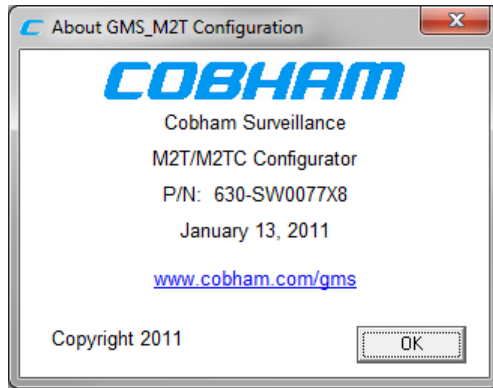 About GMS_M2T Configuration
COBHAM
Cobham Surveillance
M2T/M2TC Configurator
P/N: 630-SW0077X8
January 13, 2011
www.cobham.com/gms
Copyright 2011
OK